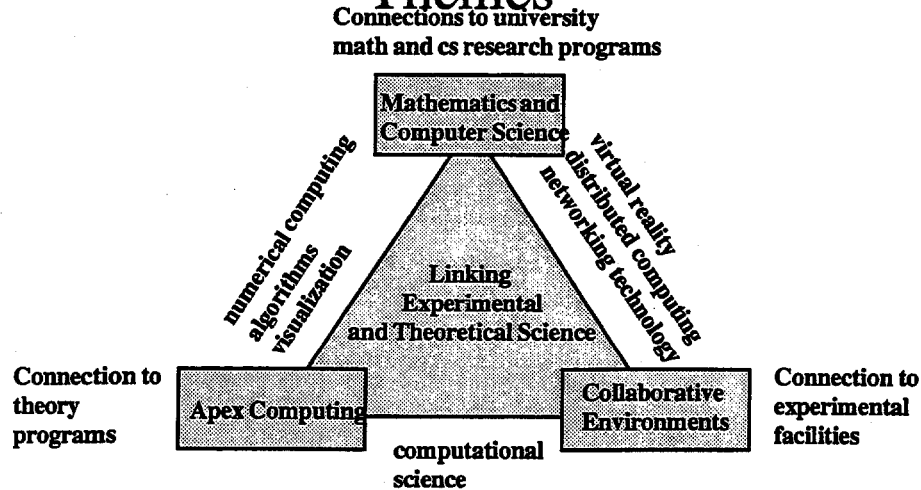 Themes
Connections to university
math and cs research programs
Mathematics and
Computer Science
numerical computing
algorithms
visualization
virtual reality
distributed computing
networking technology
Linking
Experimental
and Theoretical Science
Connection to
theory
programs
Apex Computing
Collaborative
Environments
Connection to
experimental
facilities
computational
science